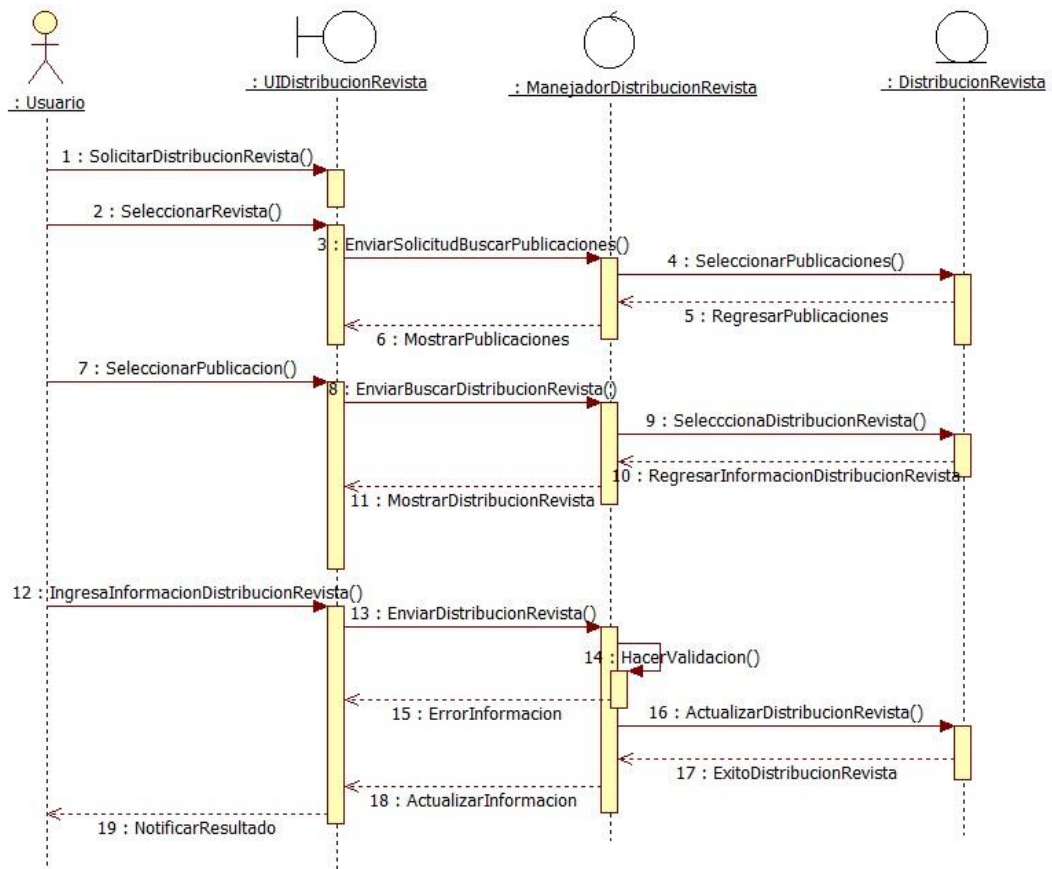 : Usuario
: UIDistribucionRevista
: ManejadorDistribucionRevista
: DistribucionRevista
1 : SolicitarDistribucionRevista()
2 : SeleccionarRevista()
3 : EnviarSolicitudBuscarPublicaciones()
4 : SeleccionarPublicaciones()
5 : RegresarPublicaciones
6 : MostrarPublicaciones
7 : SeleccionarPublicacion()
8 : EnviarBuscarDistribucionRevista()
9 : SelecccionaDistribucionRevista()
10 : RegresarInformacionDistribucionRevista
11 : MostrarDistribucionRevista
12 : IngresaInformacionDistribucionRevista()
13 : EnviarDistribucionRevista()
14 : HacerValidacion()
15 : ErrorInformacion
16 : ActualizarDistribucionRevista()
17 : ExitoDistribucionRevista
18 : ActualizarInformacion
19 : NotificarResultado